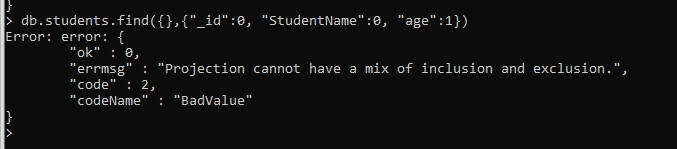 }
> db.students.find({},{"_id":0, "StudentName":0, "age":1})
Error: error: {
"ok" : 0,
"errmsg" : "Projection cannot have a mix of inclusion and exclusion.",
"code" : 2,
"codeName" : "BadValue"
}
>